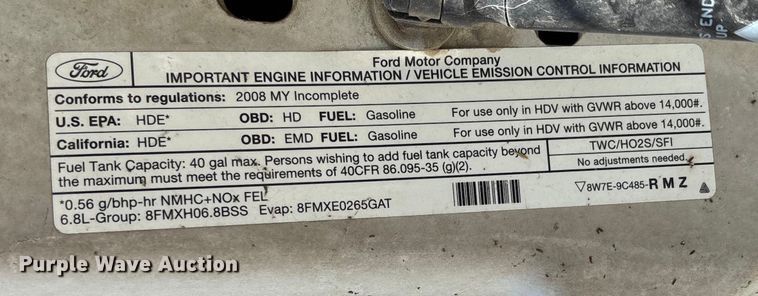 S END
UP
Ford
Ford Motor Company
IMPORTANT ENGINE INFORMATION / VEHICLE EMISSION CONTROL INFORMATION
Conforms to regulations: 2008 MY Incomplete
U.S. EPA: HDE* OBD: HD FUEL: Gasoline For use only in HDV with GVWR above 14,000#.
California: HDE* OBD: EMD FUEL: Gasoline For use only in HDV with GVWR above 14,000#.
Fuel Tank Capacity: 40 gal max. Persons wishing to add fuel tank capacity beyond
the maximum must meet the requirements of 40CFR 86.095-35 (g)(2).
TWC/HO2S/SFI
No adjustments needed.
*0.56 g/bhp-hr NMHC+NOx FEL
6.8L-Group: 8FMXH06.8BSS Evap: 8FMXE0265GAT
8W7E-9C485-RMZ
Purple Wave Auction